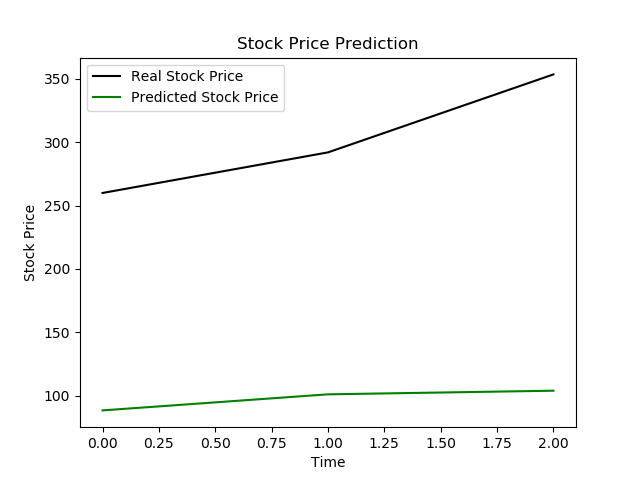 Stock Price Prediction
Real Stock Price
Predicted Stock Price
Stock Price
350
300
250
200
150
100
0.00 0.25 0.50 0.75 1.00 1.25 1.50 1.75 2.00
Time